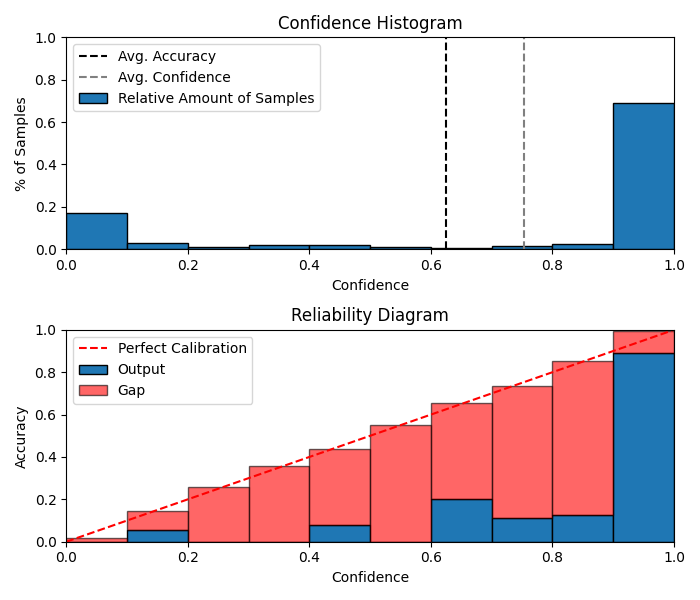 Confidence Histogram
1.0
0.8
0.6
0.4
0.2
0.0
% of Samples
Avg. Accuracy
Avg. Confidence
Relative Amount of Samples
0.0 0.2 0.4 0.6 0.8 1.0
Confidence
Reliability Diagram
1.0
0.8
0.6
0.4
0.2
0.0
Accuracy
Perfect Calibration
Output
Gap
0.0 0.2 0.4 0.6 0.8 1.0
Confidence